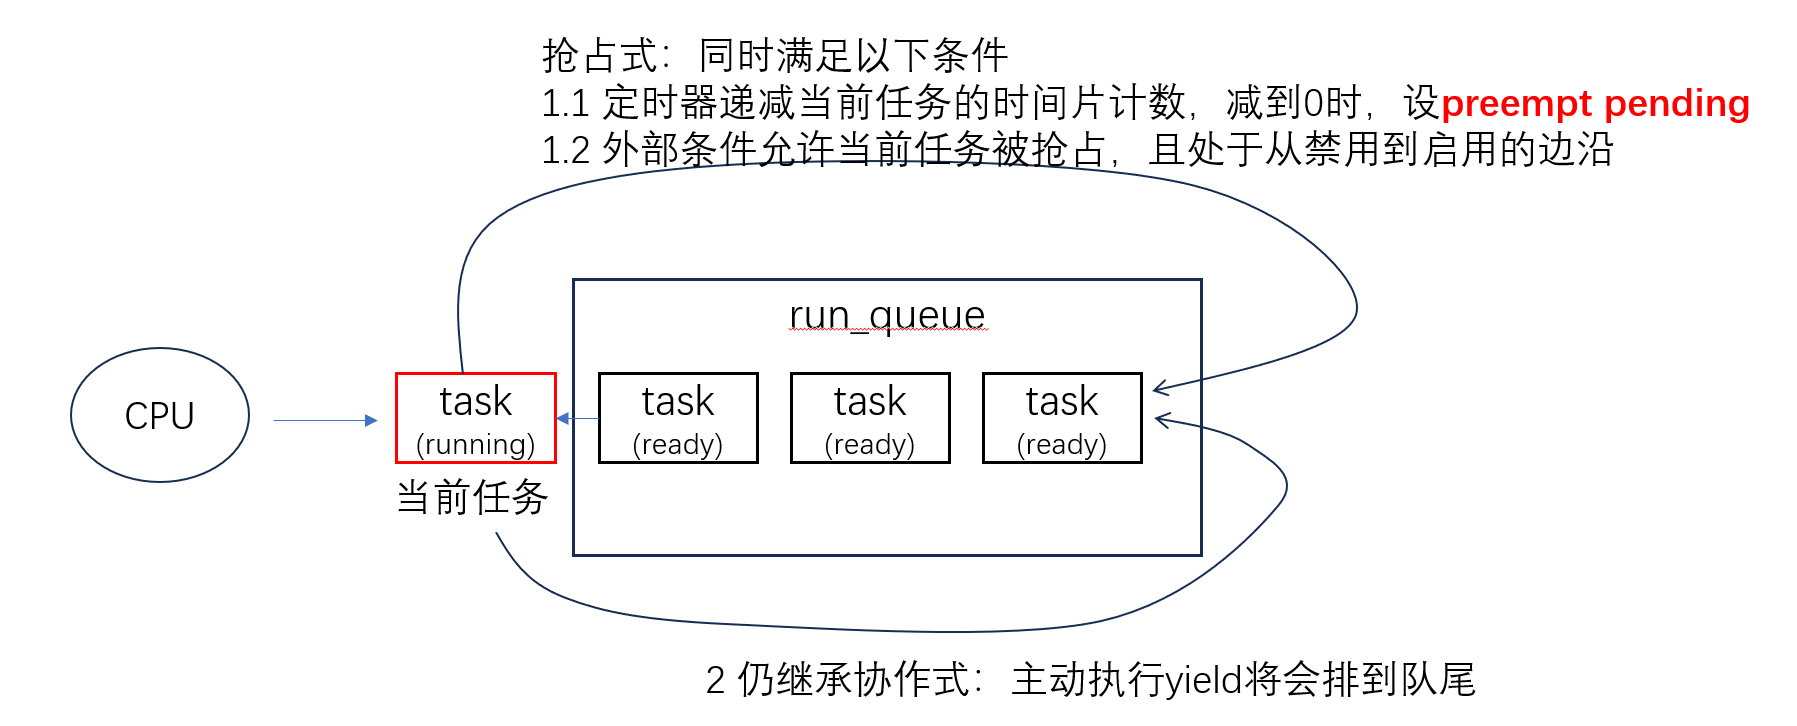 抢占式：同时满足以下条件
1.1 定时器递减当前任务的时间片计数，减到0时，设preempt pending
1.2 外部条件允许当前任务被抢占，且处于从禁用到启用的边沿
run_queue
CPU
task
(running)
task
(ready)
task
(ready)
task
(ready)
当前任务
2 仍继承协作式：主动执行yield将会排到队尾